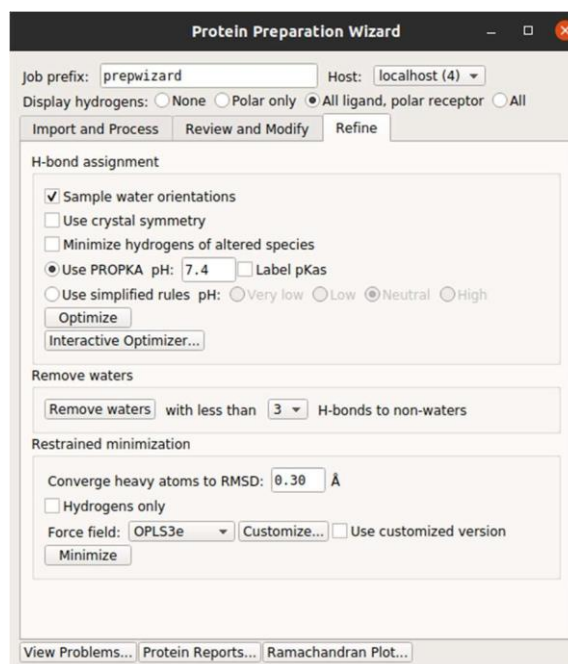 Protein Preparation Wizard
Job prefix: prepwizard Host: localhost (4)
Display hydrogens: None Polar only All ligand, polar receptor All
Import and Process Review and Modify Refine
H-bond assignment
Sample water orientations
Use crystal symmetry
Minimize hydrogens of altered species
Use PROPKA pH: 7.4 Label pKas
Use simplified rules pH: Very low Low Neutral High
Optimize
Interactive Optimizer...
Remove waters
Remove waters with less than 3 H-bonds to non-waters
Restrained minimization
Converge heavy atoms to RMSD: 0.30 Å
Hydrogens only
Force field: OPLS3e Customize... Use customized version
Minimize
View Problems... Protein Reports... Ramachandran Plot...